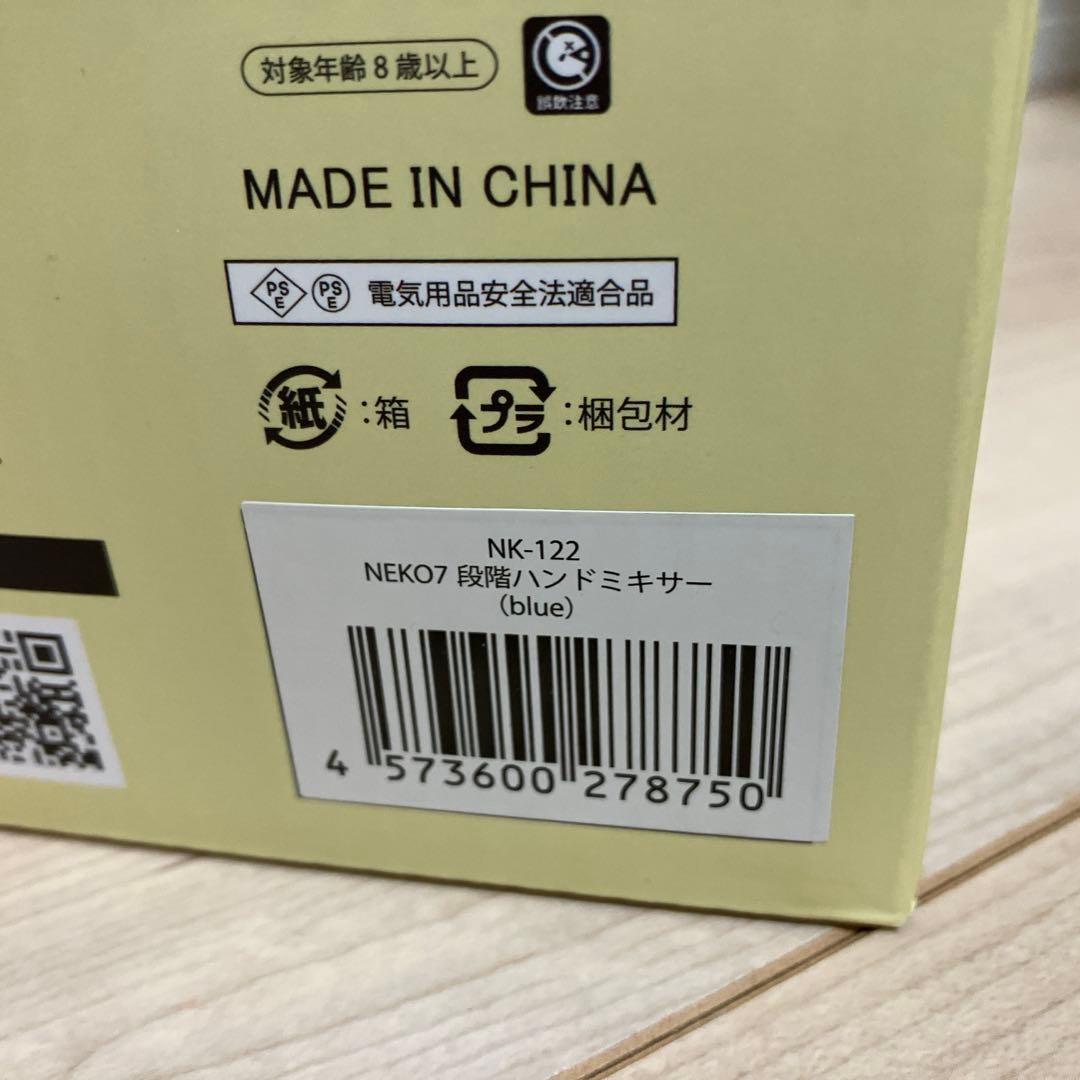 対象年齢8歳以上
誤飲注意
MADE IN CHINA
PS
E
PS
E
電気用品安全法適合品
紙:箱
プラ:梱包材
NK-122
NEKO7 段階ハンドミキサー
(blue)
4 573600 278750